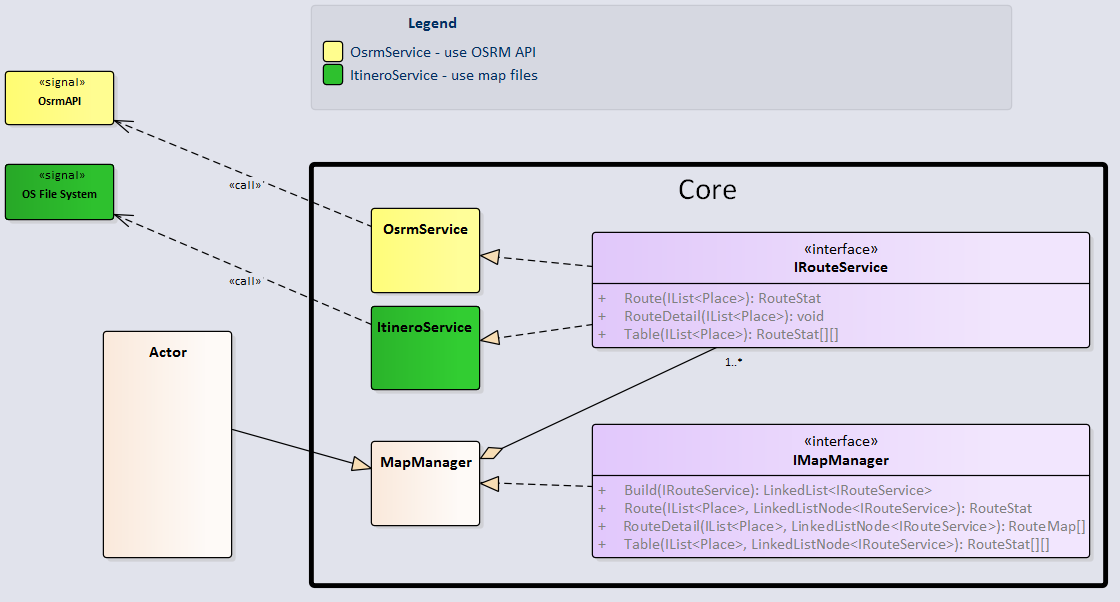 Legend
OsrmService - use OSRM API
ItineroService - use map files
«signal»
OsrmAPI
«signal»
OS File System
«call»
«call»
Core
OsrmService
ItineroService
«interface»
IRouteService
+ Route(IList<Place>): RouteStat
+ RouteDetail(IList<Place>): void
+ Table(IList<Place>): RouteStat[][]
1..*
Actor
MapManager
«interface»
IMapManager
+ Build(IRouteService): LinkedList<IRouteService>
+ Route(IList<Place>, LinkedListNode<IRouteService>): RouteStat
+ RouteDetail(IList<Place>, LinkedListNode<IRouteService>): RouteMap[]
+ Table(IList<Place>, LinkedListNode<IRouteService>): RouteStat[][]